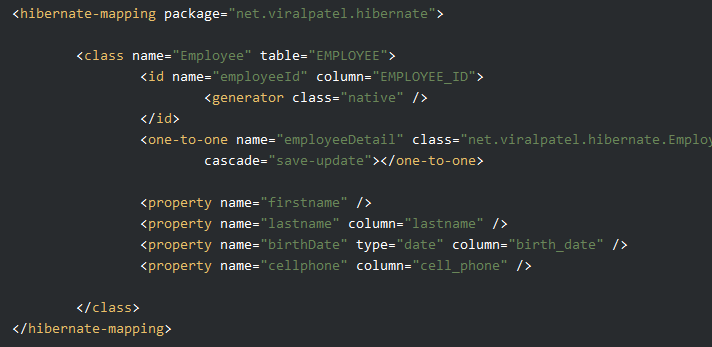 <hibernate-mapping package="net.viralpatel.hibernate">
<class name="Employee" table="EMPLOYEE">
<id name="employeeId" column="EMPLOYEE_ID">
<generator class="native" />
</id>
<one-to-one name="employeeDetail" class="net.viralpatel.hibernate.Employ
cascade="save-update"></one-to-one>
<property name="firstname" />
<property name="lastname" column="lastname" />
<property name="birthDate" type="date" column="birth_date" />
<property name="cellphone" column="cell_phone" />
</class>
</hibernate-mapping>